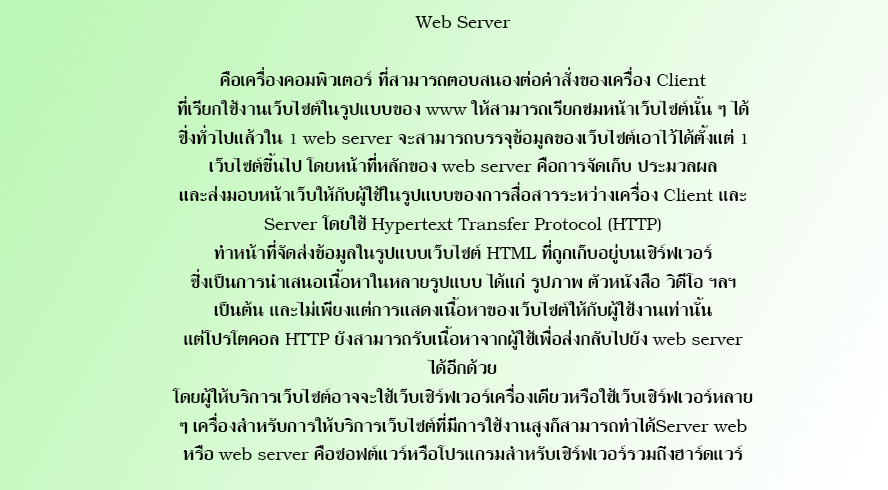 Web Server
คือเครื่องคอมพิวเตอร์ ที่สามารถตอบสนองต่อคำสั่งของเครื่อง Client
ที่เรียกใช้งานเว็บไซต์ในรูปแบบของ www ให้สามารถเรียกชมหน้าเว็บไซต์นั้น ๆ ได้
ซึ่งทั่วไปแล้วใน 1 web server จะสามารถบรรจุข้อมูลของเว็บไซต์เอาไว้ได้ตั้งแต่ 1
เว็บไซต์ขึ้นไป โดยหน้าที่หลักของ web server คือการจัดเก็บ ประมวลผล
และส่งมอบหน้าเว็บให้กับผู้ใช้ในรูปแบบของการสื่อสารระหว่างเครื่อง Client และ
Server โดยใช้ Hypertext Transfer Protocol (HTTP)
ทำหน้าที่จัดส่งข้อมูลในรูปแบบเว็บไซต์ HTML ที่ถูกเก็บอยู่บนเซิร์ฟเวอร์
ซึ่งเป็นการนำเสนอเนื้อหาในหลายรูปแบบ ได้แก่ รูปภาพ ตัวหนังสือ วิดีโอ ฯลฯ
เป็นต้น และไม่เพียงแต่การแสดงเนื้อหาของเว็บไซต์ให้กับผู้ใช้งานเท่านั้น
แต่โปรโตคอล HTTP ยังสามารถรับเนื้อหาจากผู้ใช้เพื่อส่งกลับไปยัง web server
ได้อีกด้วย
โดยผู้ให้บริการเว็บไซต์อาจจะใช้เว็บเซิร์ฟเวอร์เครื่องเดียวหรือใช้เว็บเซิร์ฟเวอร์หลาย
ๆ เครื่องสำหรับการให้บริการเว็บไซต์ที่มีการใช้งานสูงก็สามารถทำได้Server web
หรือ web server คือซอฟต์แวร์หรือโปรแกรมสำหรับเซิร์ฟเวอร์รวมถึงฮาร์ดแวร์